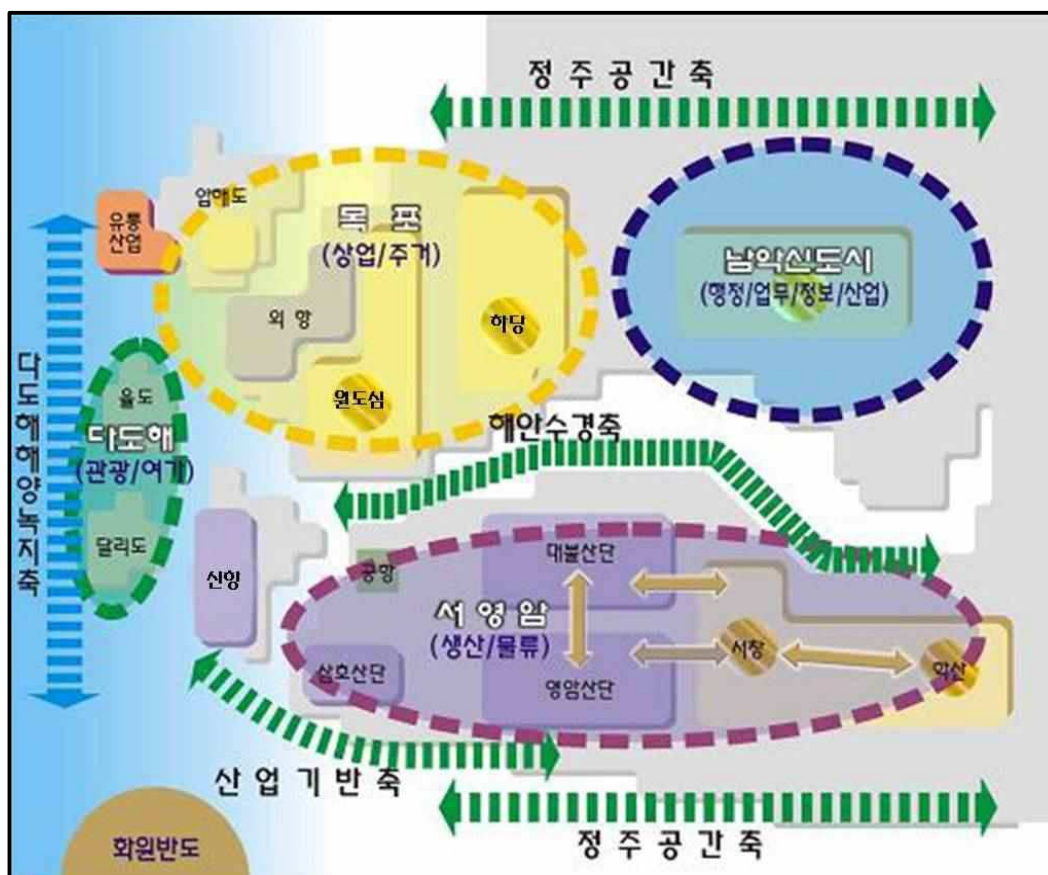 정주공간축
압해도
유통
산업
목포
(상업/주거)
남악신도시
(행정/업무/정보/산업)
외항
하당
원도심
해안수경축
다도해해양녹지축
율도
다도해
(관광/여가)
달리도
신항
공항
대불산단
서영암
(생산/물류)
서창
학산
삼호산단
영암산단
산업기반축
정주공간축
화원반도